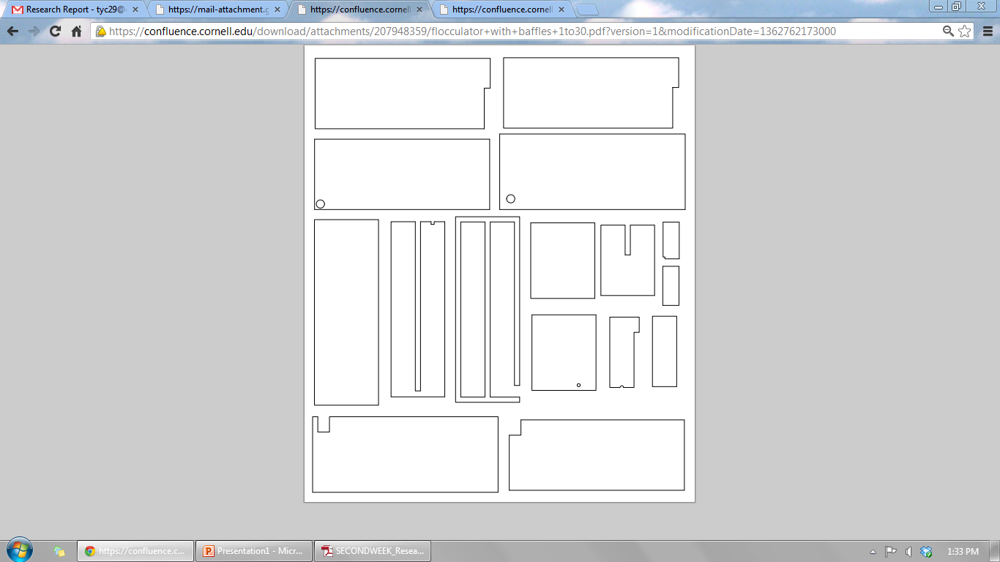 Research Report - tyc29@
https://mail-attachment.g
https://confluence.cornell
https://confluence.cornell
https://confluence.cornell.edu/download/attachments/207948359/flocculator+with+baffles+1to30.pdf?version=1&modificationDate=1362762173000
https://confluence.c...
Presentation1 - Micr...
SECONDWEEK_Resea...
1:33 PM